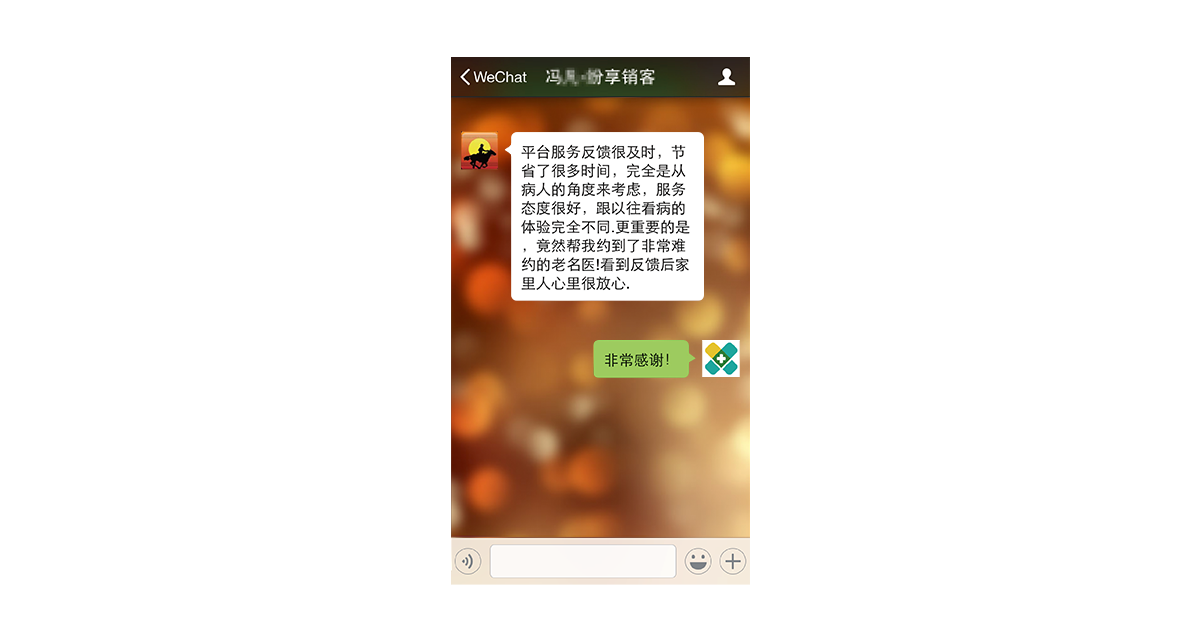 WeChat 冯 享销客
平台服务反馈很及时，节
省了很多时间，完全是从
病人的角度来考虑，服务
态度很好，跟以往看病的
体验完全不同.更重要的是
，竟然帮我约到了非常难
约的老名医!看到反馈后家
里人心里很放心.
非常感谢！